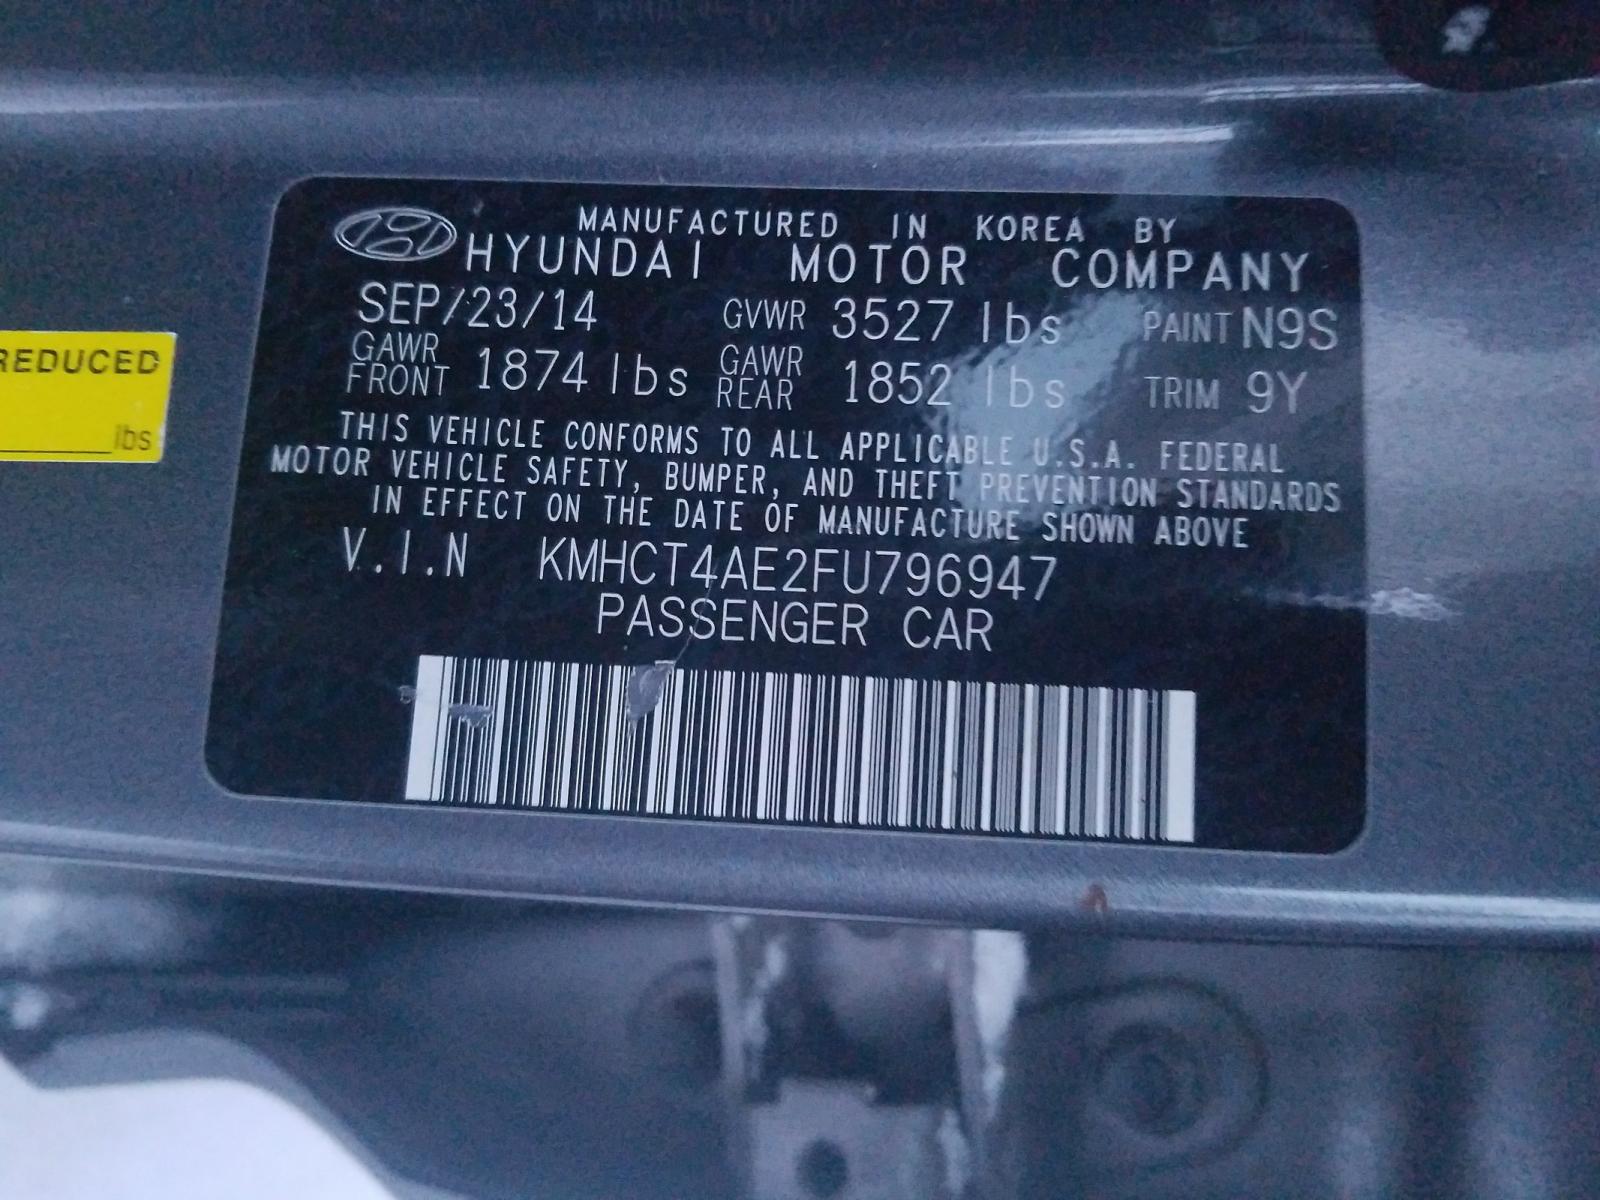 MANUFACTURED IN KOREA BY
HYUNDAI MOTOR COMPANY
SEP/23/14 GVWR 3527 lbs PAINT N9S
GAWR FRONT 1874 lbs GAWR REAR 1852 lbs TRIM 9Y
THIS VEHICLE CONFORMS TO ALL APPLICABLE U.S.A. FEDERAL
MOTOR VEHICLE SAFETY, BUMPER, AND THEFT PREVENTION STANDARDS
IN EFFECT ON THE DATE OF MANUFACTURE SHOWN ABOVE
V.I.N KMHCT4AE2FU796947
PASSENGER CAR
REDUCED
lbs